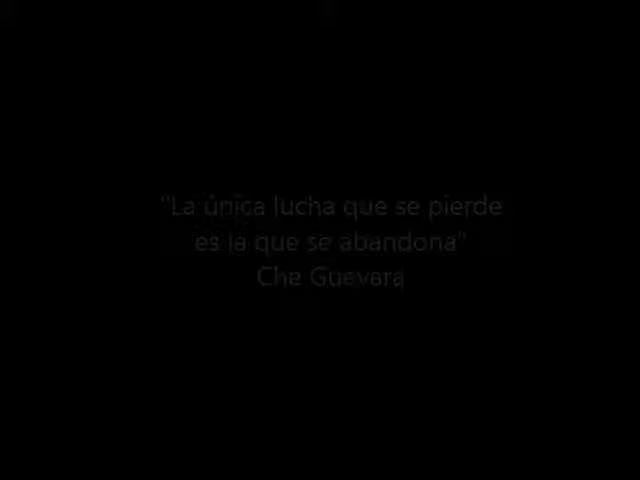 "La única lucha que se pierde
es la que se abandona"
Che Guevara